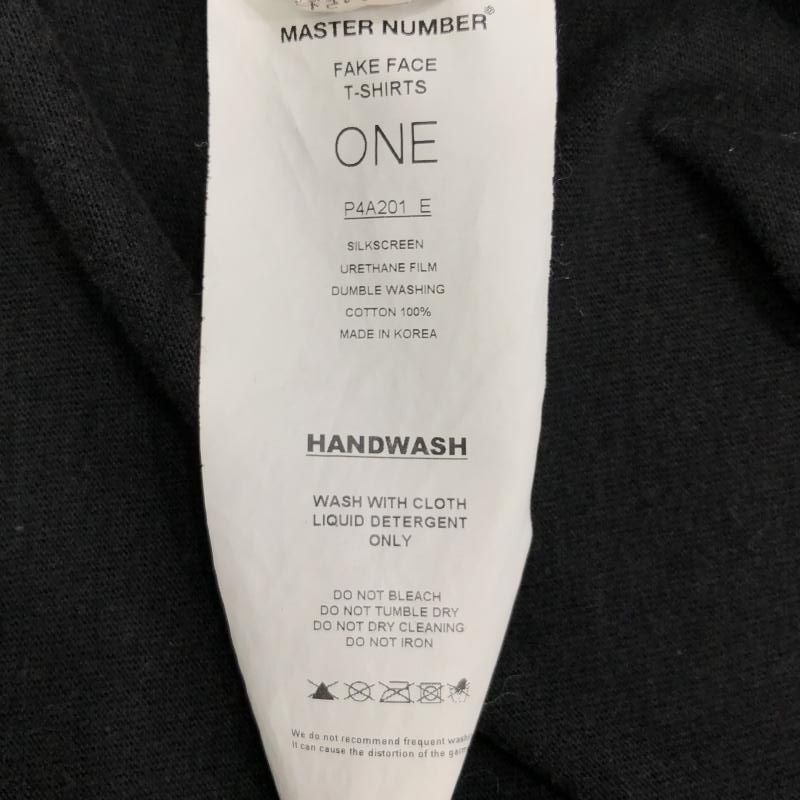 MASTER NUMBER®
FAKE FACE
T-SHIRTS
ONE
P4A201 E
SILKSCREEN
URETHANE FILM
DUMBLE WASHING
COTTON 100%
MADE IN KOREA
HANDWASH
WASH WITH CLOTH
LIQUID DETERGENT
ONLY
DO NOT BLEACH
DO NOT TUMBLE DRY
DO NOT DRY CLEANING
DO NOT IRON
We do not recommend frequent
It can cause the distortion of the